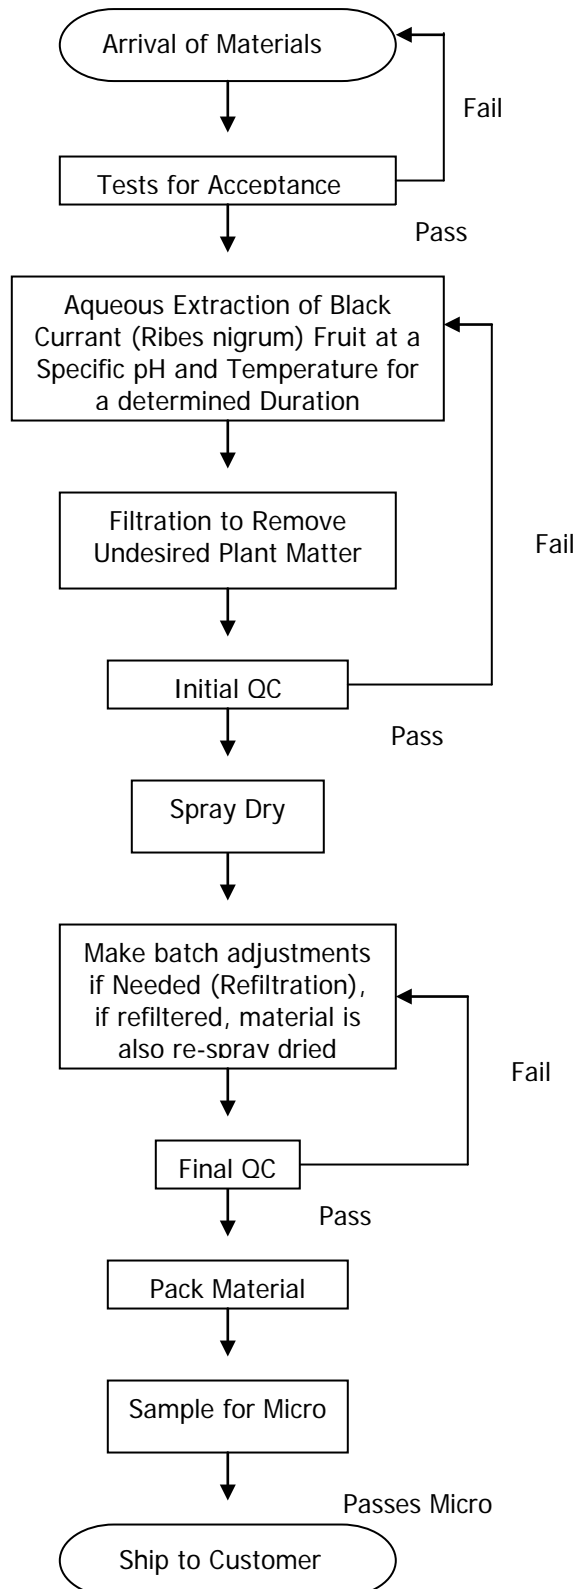 Arrival of Materials
Fail
Tests for Acceptance
Pass
Aqueous Extraction of Black
Currant (Ribes nigrum) Fruit at a
Specific pH and Temperature for
a determined Duration
Filtration to Remove
Undesired Plant Matter
Fail
Initial QC
Pass
Spray Dry
Make batch adjustments
if Needed (Refiltration),
if refiltered, material is
also re-spray dried
Fail
Final QC
Pass
Pack Material
Sample for Micro
Passes Micro
Ship to Customer